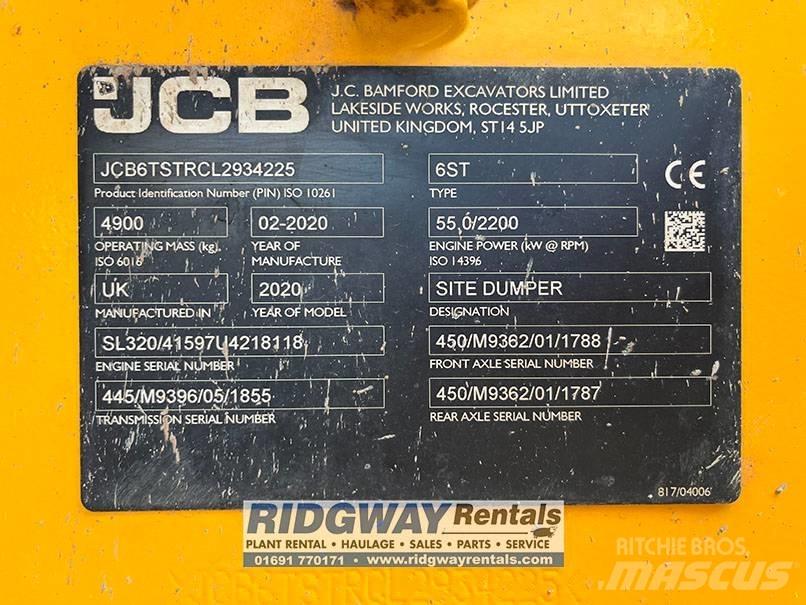 JCB
J.C. BAMFORD EXCAVATORS LIMITED
LAKESIDE WORKS, ROCESTER, UTTOXETER
UNITED KINGDOM, ST14 5JP
JCB6TSTRCL2934225
Product Identification Number (PIN) ISO 10261
6ST
TYPE
CE
4900
OPERATING MASS (kg)
ISO 6016
02-2020
YEAR OF
MANUFACTURE
55.0/2200
ENGINE POWER (kW @ RPM)
ISO 14396
UK
MANUFACTURED IN
2020
YEAR OF MODEL
SITE DUMPER
DESIGNATION
SL320/41597U4218118
ENGINE SERIAL NUMBER
450/M9362/01/1788
FRONT AXLE SERIAL NUMBER
445/M9396/05/1855
TRANSMISSION SERIAL NUMBER
450/M9362/01/1787
REAR AXLE SERIAL NUMBER
817/04006
RIDGWAY Rentals
PLANT RENTAL • HAULAGE • SALES • PARTS • SERVICE
01691 770171 • www.ridgwayrentals.com
JCB6TSTRCL2934225
RITCHIE BROS.
MASCUS